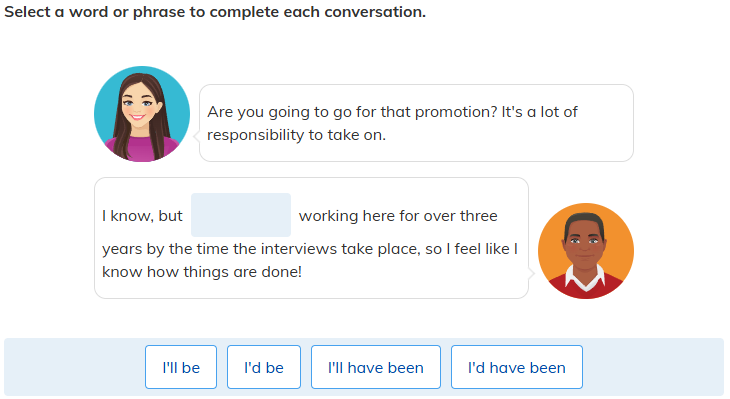 Select a word or phrase to complete each conversation.
Are you going to go for that promotion? It's a lot of
responsibility to take on.
I know, but working here for over three
years by the time the interviews take place, so I feel like I
know how things are done!
I'll be I'd be I'll have been I'd have been